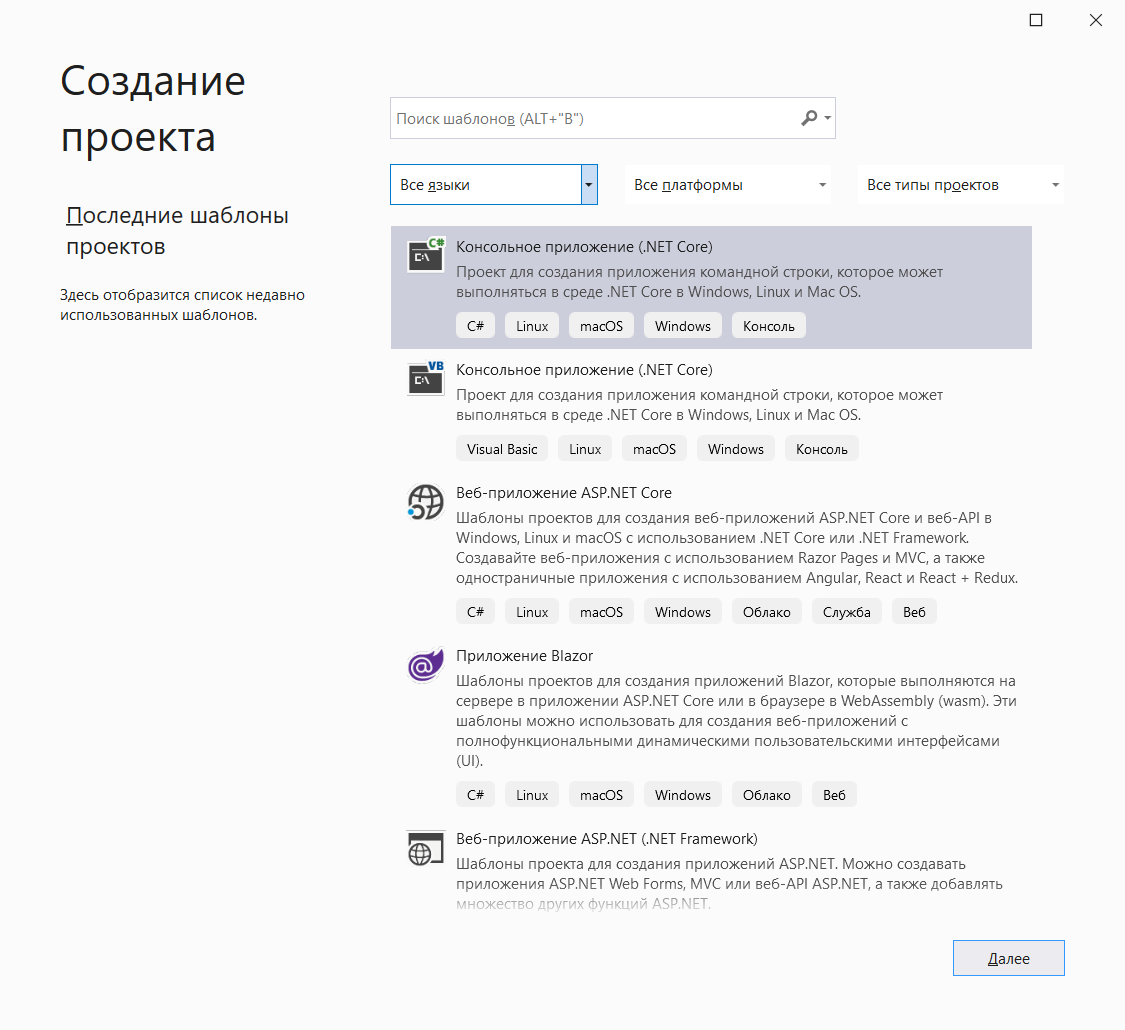 Создание
проекта
Последние шаблоны
проектов
Здесь отобразится список недавно
использованных шаблонов.
Поиск шаблонов (ALT+"В")
Все языки
Все платформы
Все типы проектов
C#
C:\
Консольное приложение (.NET Core)
Проект для создания приложения командной строки, которое может
выполняться в среде .NET Core в Windows, Linux и Mac OS.
C# Linux macOS Windows Консоль
VB
C:\
Консольное приложение (.NET Core)
Проект для создания приложения командной строки, которое может
выполняться в среде .NET Core в Windows, Linux и Mac OS.
Visual Basic Linux macOS Windows Консоль
Веб-приложение ASP.NET Core
Шаблоны проектов для создания веб-приложений ASP.NET Core и веб-API в
Windows, Linux и macOS с использованием .NET Core или .NET Framework.
Создавайте веб-приложения с использованием Razor Pages и MVC, а также
одностраничные приложения с использованием Angular, React и React + Redux.
C# Linux macOS Windows Облако Служба Веб
@
Приложение Blazor
Шаблоны проектов для создания приложений Blazor, которые выполняются на
сервере в приложении ASP.NET Core или в браузере в WebAssembly (wasm). Эти
шаблоны можно использовать для создания веб-приложений с
полнофункциональными динамическими пользовательскими интерфейсами
(UI).
C# Linux macOS Windows Облако Веб
Веб-приложение ASP.NET (.NET Framework)
Шаблоны проекта для создания приложений ASP.NET. Можно создавать
приложения ASP.NET Web Forms, MVC или веб-API ASP.NET, а также добавлять
множество других функций ASP.NET.
Далее